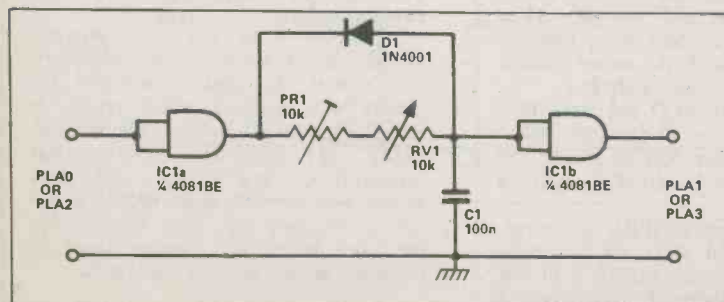 D1
1N4001
PR1
10k
RV1
10k
IC1a
¼ 4081BE
IC1b
¼ 4081BE
PLA0
OR
PLA2
PLA1
OR
PLA3
C1
100n